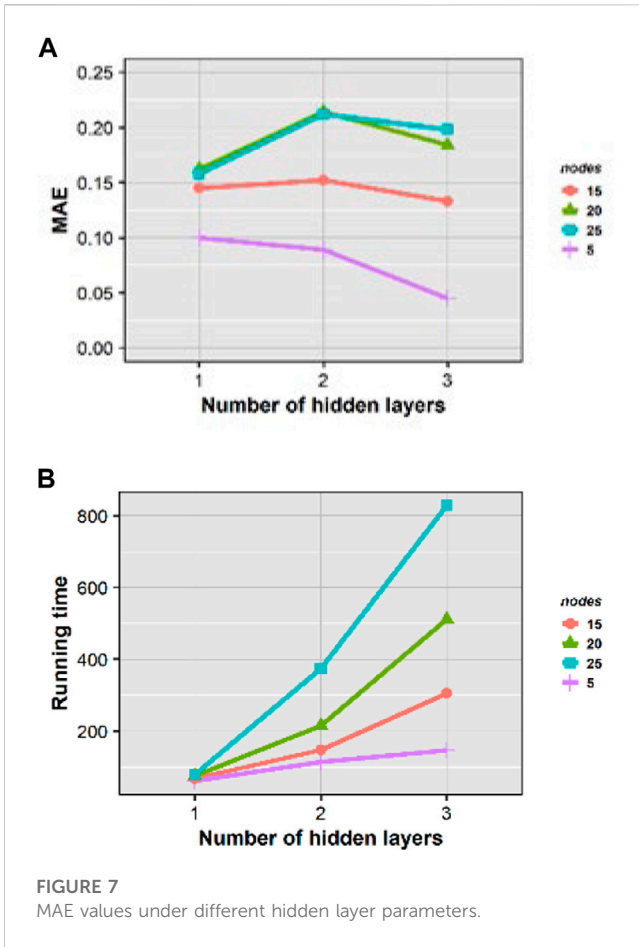 A
MAE
0.25
0.20
0.15
0.10
0.05
0.00
1 2 3
Number of hidden layers
nodes
15
20
25
5
B
Running time
800
600
400
200
1 2 3
Number of hidden layers
nodes
15
20
25
5
FIGURE 7
MAE values under different hidden layer parameters.